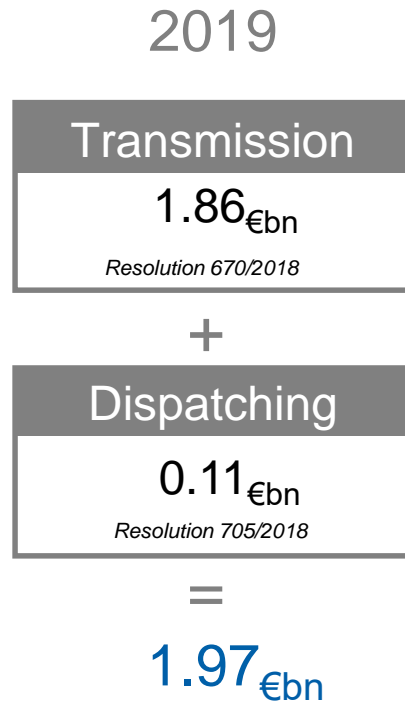 2019
Transmission
1.86€bn
Resolution 670/2018
+
Dispatching
0.11€bn
Resolution 705/2018
=
1.97€bn